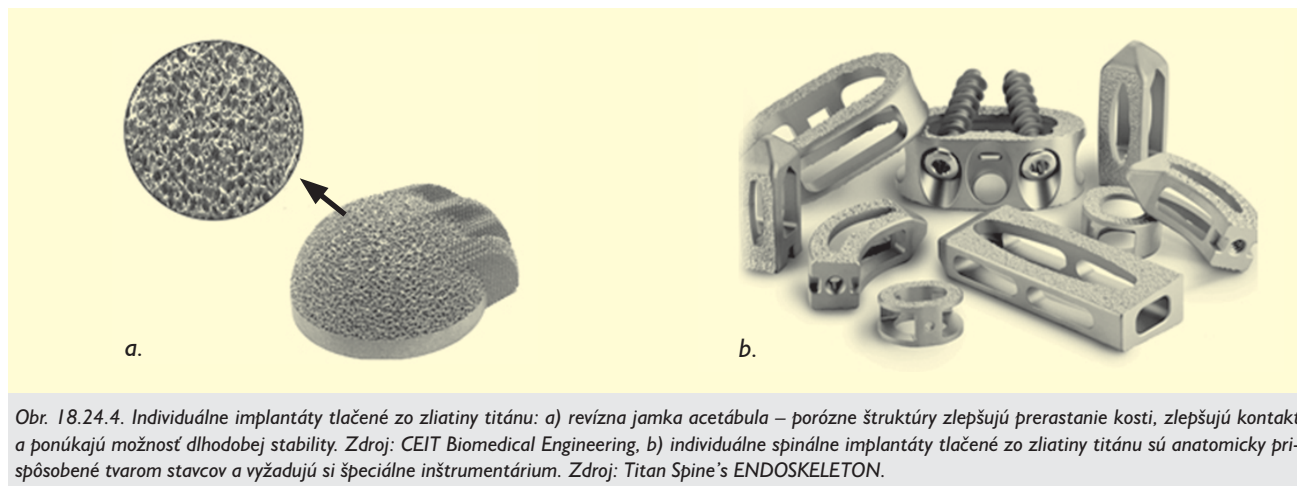 a.
b.
Obr. 18.24.4. Individuálne implantáty tlačené zo zliatiny titánu: a) revízna jamka acetábula – porózne štruktúry zlepšujú prerastanie kosti, zlepšujú kontakt
a ponúkajú možnosť dlhodobej stability. Zdroj: CEIT Biomedical Engineering, b) individuálne spinálne implantáty tlačené zo zliatiny titánu sú anatomicky pri-
spôsobené tvarom stavcov a vyžadujú si špeciálne inštrumentárium. Zdroj: Titan Spine's ENDOSKELETON.